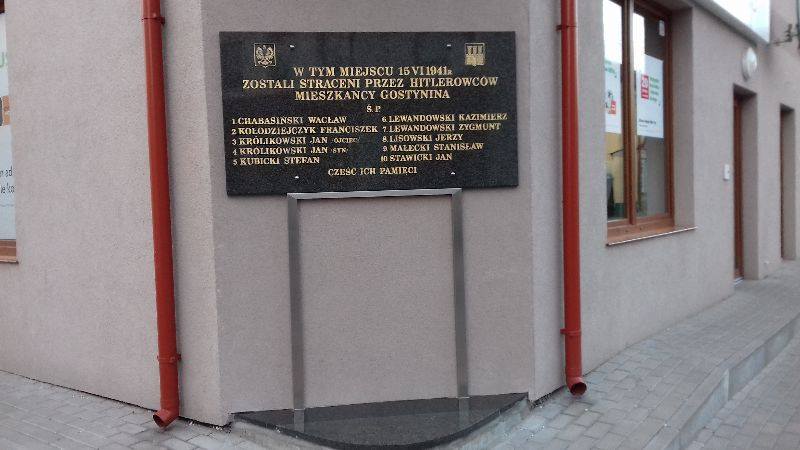 W TYM MIEJSCU 15 VI 1941R.
ZOSTALI STRACENI PRZEZ HITLEROWCÓW
MIESZKAŃCY GOSTYNINA
Ś.P.
1 CHABASIŃSKI WACŁAW
2 KOŁODZIEJCZYK FRANCISZEK
3 KRÓLIKOWSKI JAN (OJCIEC)
4 KRÓLIKOWSKI JAN (SYN)
5 KUBICKI STEFAN
6 LEWANDOWSKI KAZIMIERZ
7 LEWANDOWSKI ZYGMUNT
8 LISOWSKI JERZY
9 MAŁECKI STANISŁAW
10 STAWICKI JAN
CZEŚĆ ICH PAMIĘCI
20